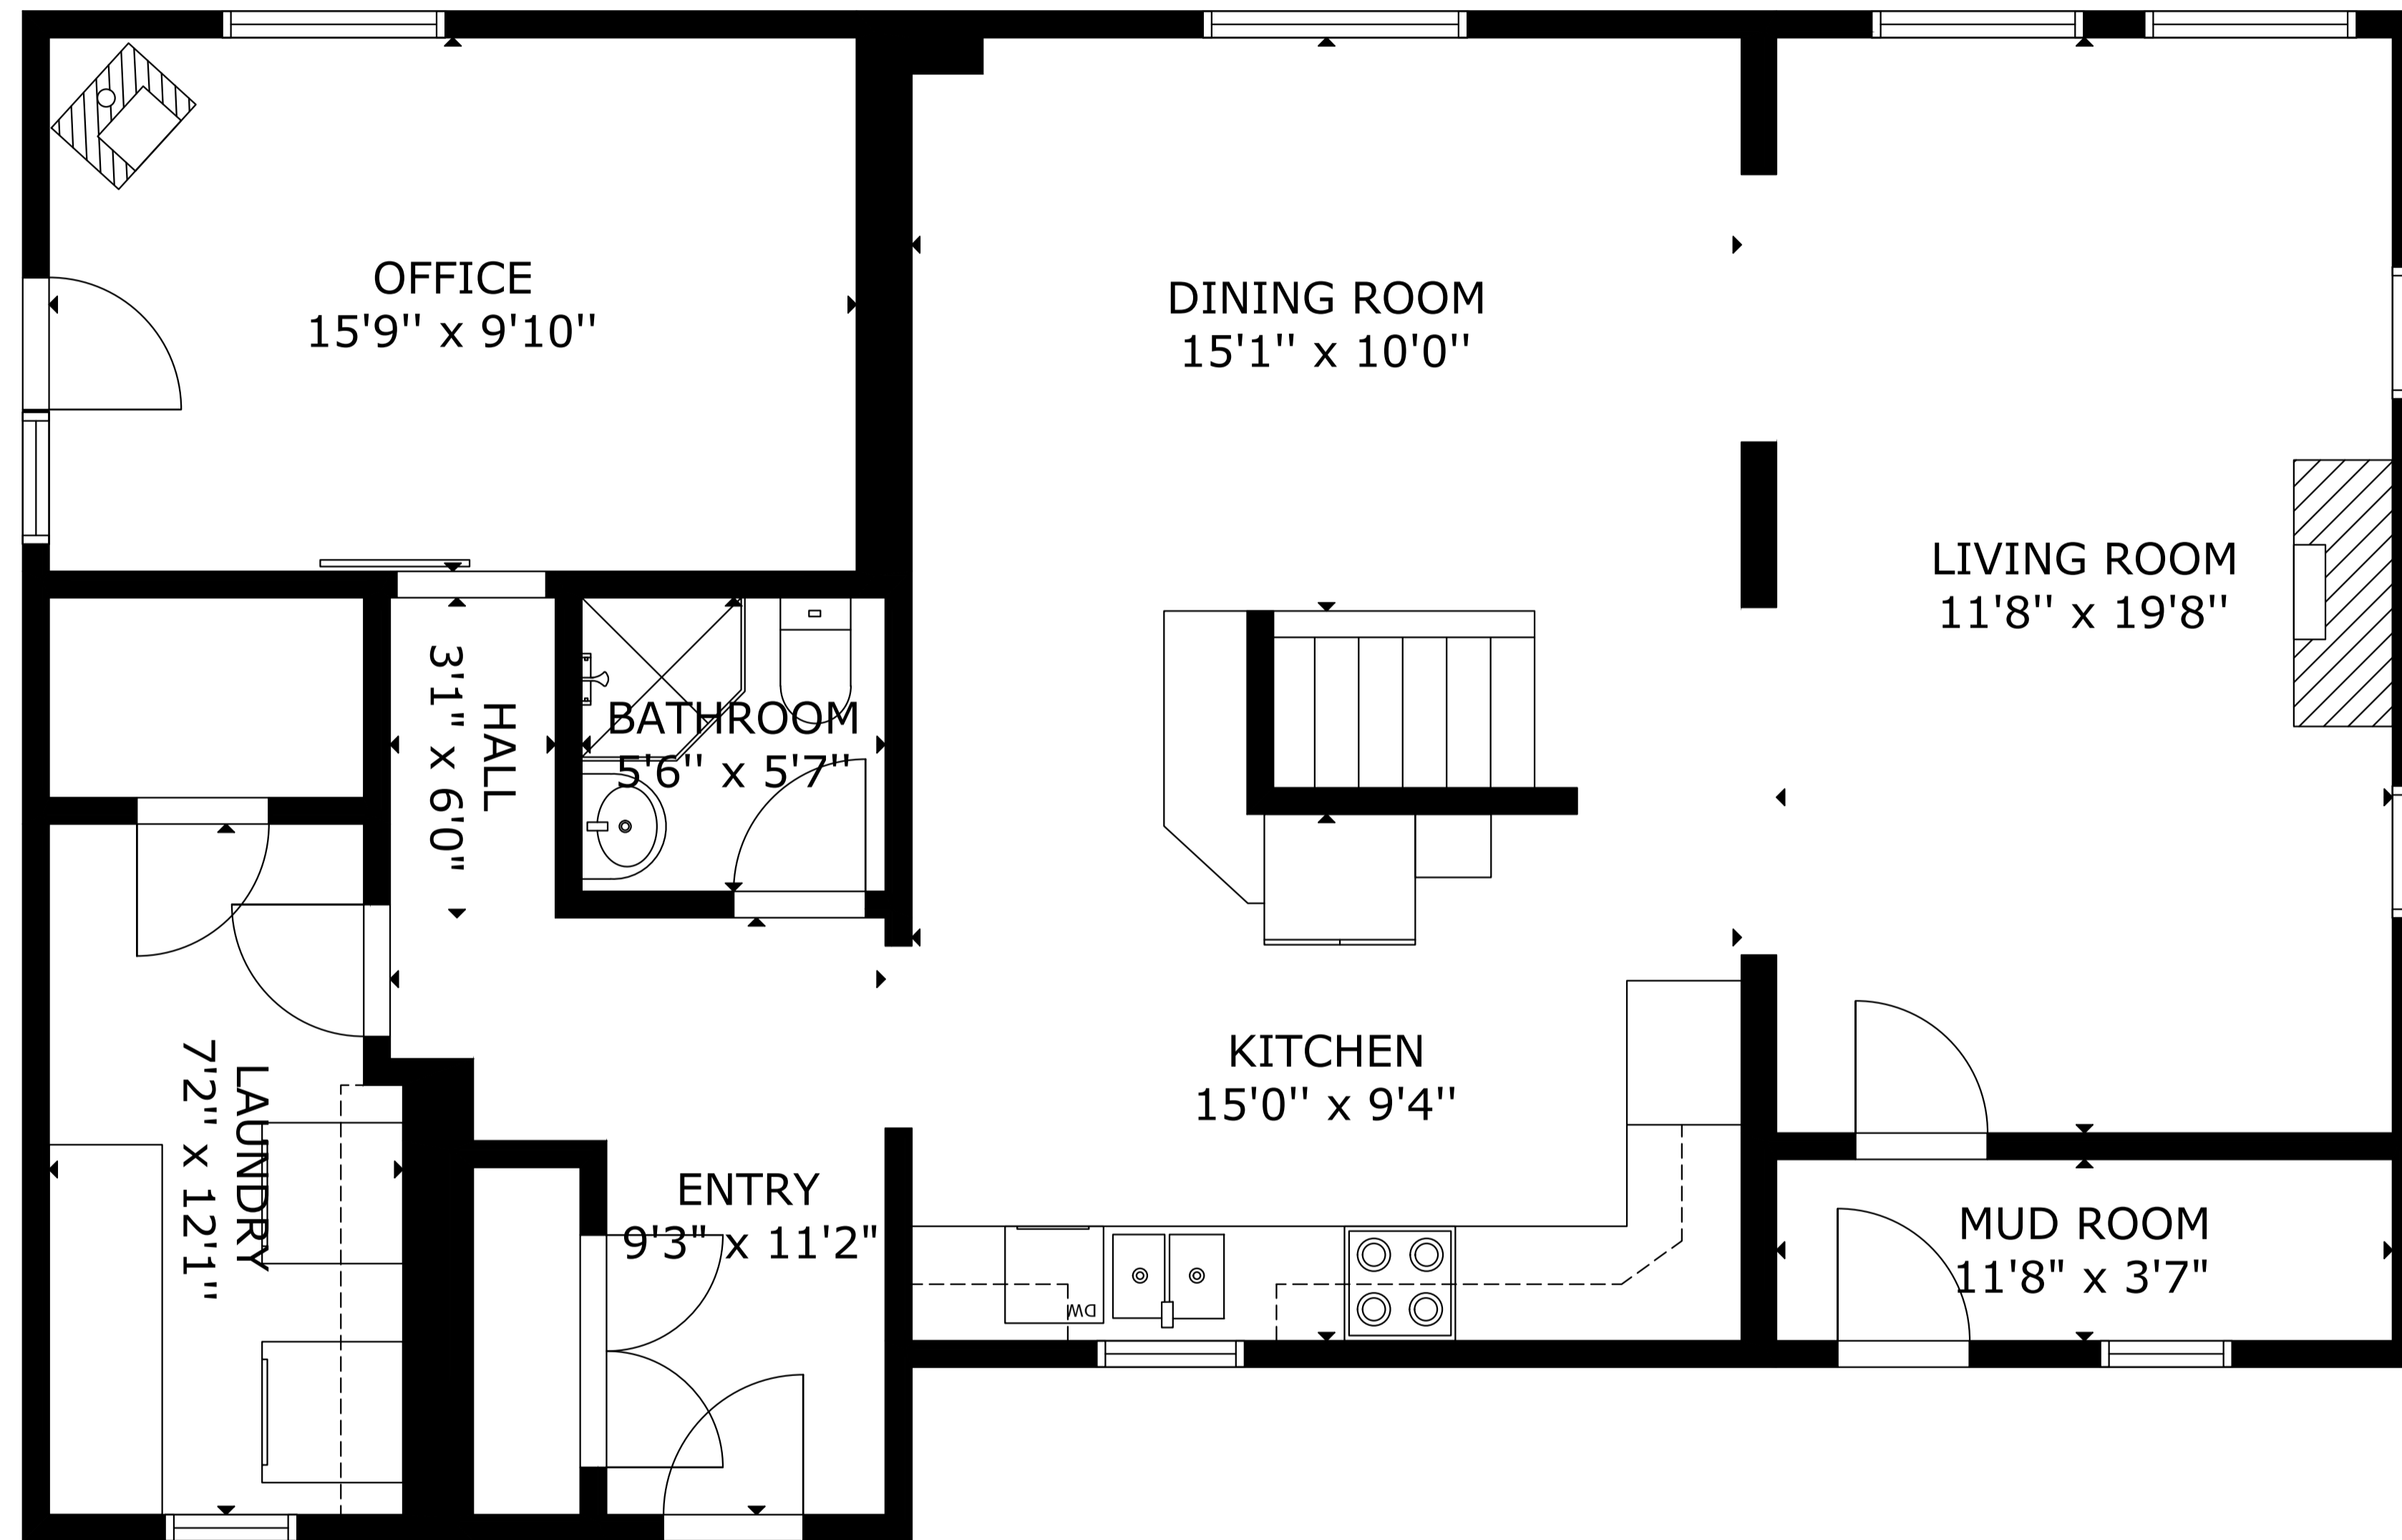 OFFICE
15'9" x 9'10"
DINING ROOM
15'1" x 10'0"
LIVING ROOM
11'8" x 19'8"
HALL
3'1" x 6'0"
BATHROOM
5'6" x 5'7"
KITCHEN
15'0" x 9'4"
LAUNDRY
7'2" x 12'1"
ENTRY
9'3" x 11'2"
MUD ROOM
11'8" x 3'7"
DW